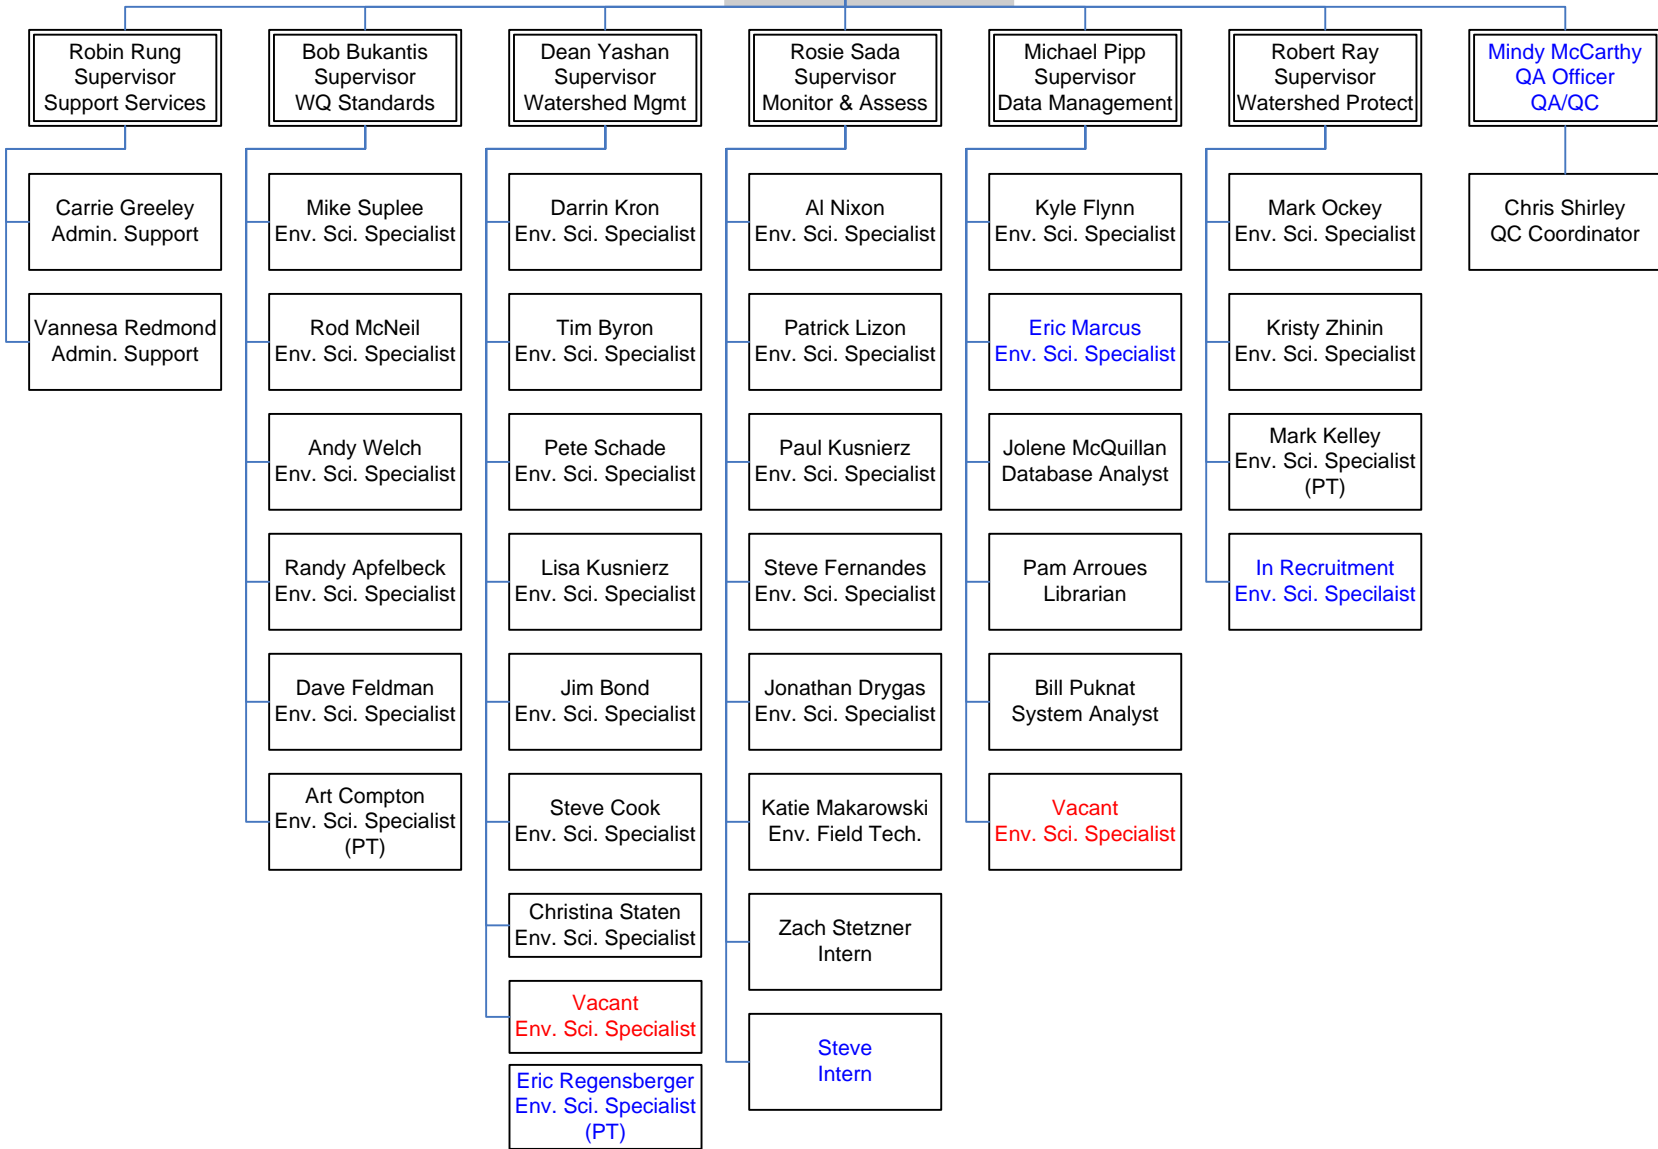 Robin Rung
Supervisor
Support Services
Carrie Greeley
Admin. Support
Vannesa Redmond
Admin. Support
Bob Bukantis
Supervisor
WQ Standards
Mike Suplee
Env. Sci. Specialist
Rod McNeil
Env. Sci. Specialist
Andy Welch
Env. Sci. Specialist
Randy Apfelbeck
Env. Sci. Specialist
Dave Feldman
Env. Sci. Specialist
Art Compton
Env. Sci. Specialist
(PT)
Dean Yashan
Supervisor
Watershed Mgmt
Darrin Kron
Env. Sci. Specialist
Tim Byron
Env. Sci. Specialist
Pete Schade
Env. Sci. Specialist
Lisa Kusnierz
Env. Sci. Specialist
Jim Bond
Env. Sci. Specialist
Steve Cook
Env. Sci. Specialist
Christina Staten
Env. Sci. Specialist
Vacant
Env. Sci. Specialist
Eric Regensberger
Env. Sci. Specialist
(PT)
Rosie Sada
Supervisor
Monitor & Assess
Al Nixon
Env. Sci. Specialist
Patrick Lizon
Env. Sci. Specialist
Paul Kusnierz
Env. Sci. Specialist
Steve Fernandes
Env. Sci. Specialist
Jonathan Drygas
Env. Sci. Specialist
Katie Makarowski
Env. Field Tech.
Zach Stetzner
Intern
Steve
Intern
Michael Pipp
Supervisor
Data Management
Kyle Flynn
Env. Sci. Specialist
Eric Marcus
Env. Sci. Specialist
Jolene McQuillan
Database Analyst
Pam Arroues
Librarian
Bill Puknat
System Analyst
Vacant
Env. Sci. Specialist
Robert Ray
Supervisor
Watershed Protect
Mark Ockey
Env. Sci. Specialist
Kristy Zhinin
Env. Sci. Specialist
Mark Kelley
Env. Sci. Specialist
(PT)
In Recruitment
Env. Sci. Specilaist
Mindy McCarthy
QA Officer
QA/QC
Chris Shirley
QC Coordinator